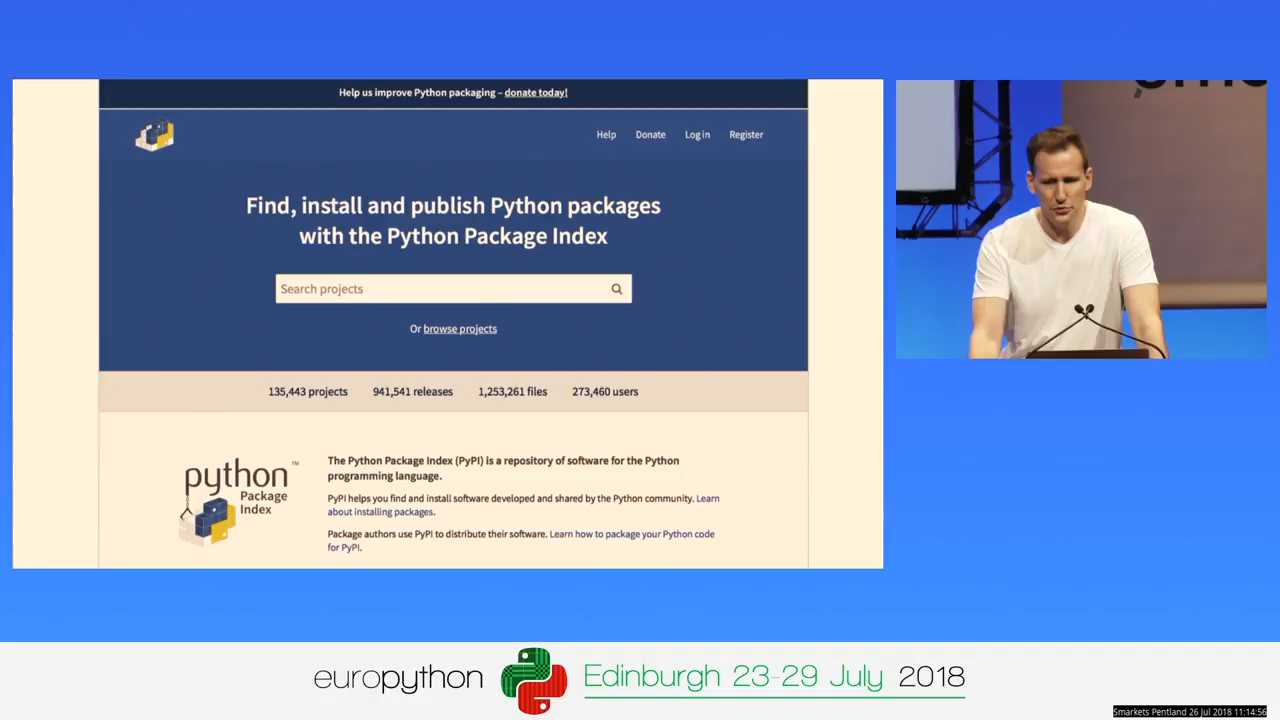 Help us improve Python packaging – donate today!
Help Donate Log in Register
Find, install and publish Python packages
with the Python Package Index
Search projects
Or browse projects
135,443 projects 941,541 releases 1,253,261 files 273,460 users
python™
Package
Index
The Python Package Index (PyPI) is a repository of software for the Python
programming language.
PyPI helps you find and install software developed and shared by the Python community. Learn
about installing packages.
Package authors use PyPI to distribute their software. Learn how to package your Python code
for PyPI.
europython Edinburgh 23-29 July 2018
Smarkets Pentland 26 Jul 2018 11:14:56